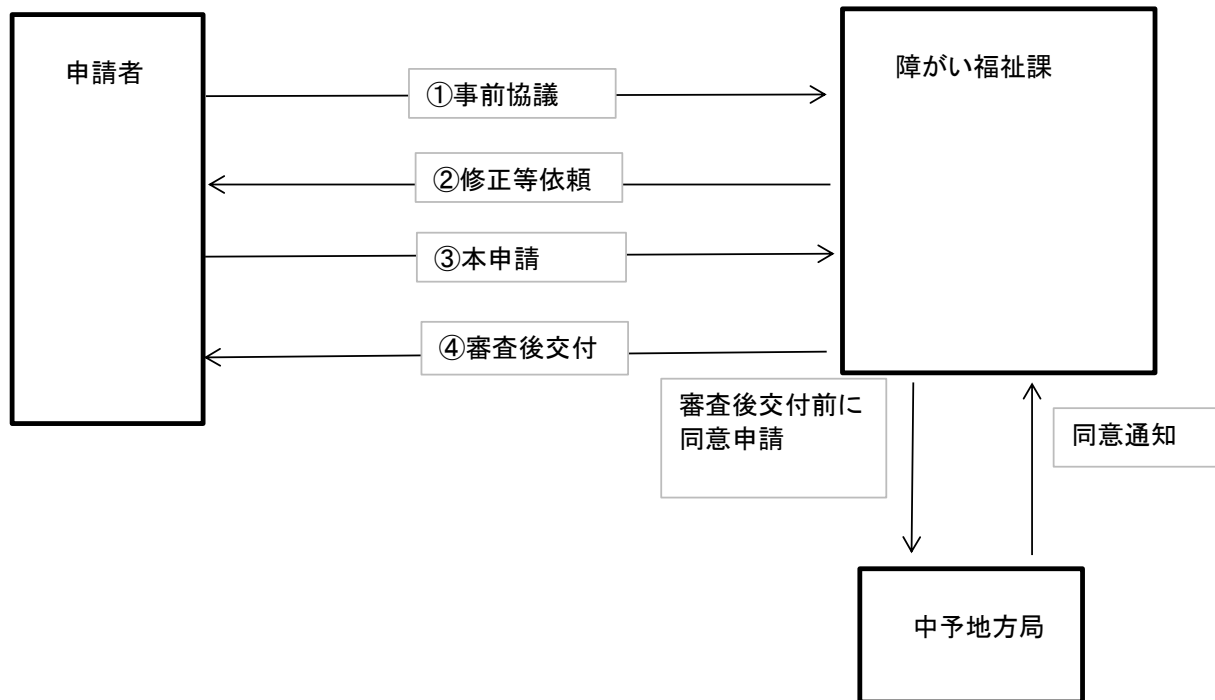 申請者
障がい福祉課
①事前協議
②修正等依頼
③本申請
④審査後交付
審査後交付前に
同意申請
同意通知
中予地方局